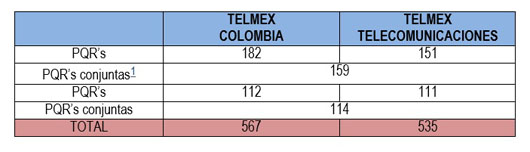 TELMEX COLOMBIA
TELMEX TELECOMUNICACIONES
PQR's 182 151
PQR's conjuntas1 159
PQR's 112 111
PQR's conjuntas 114
TOTAL 567 535